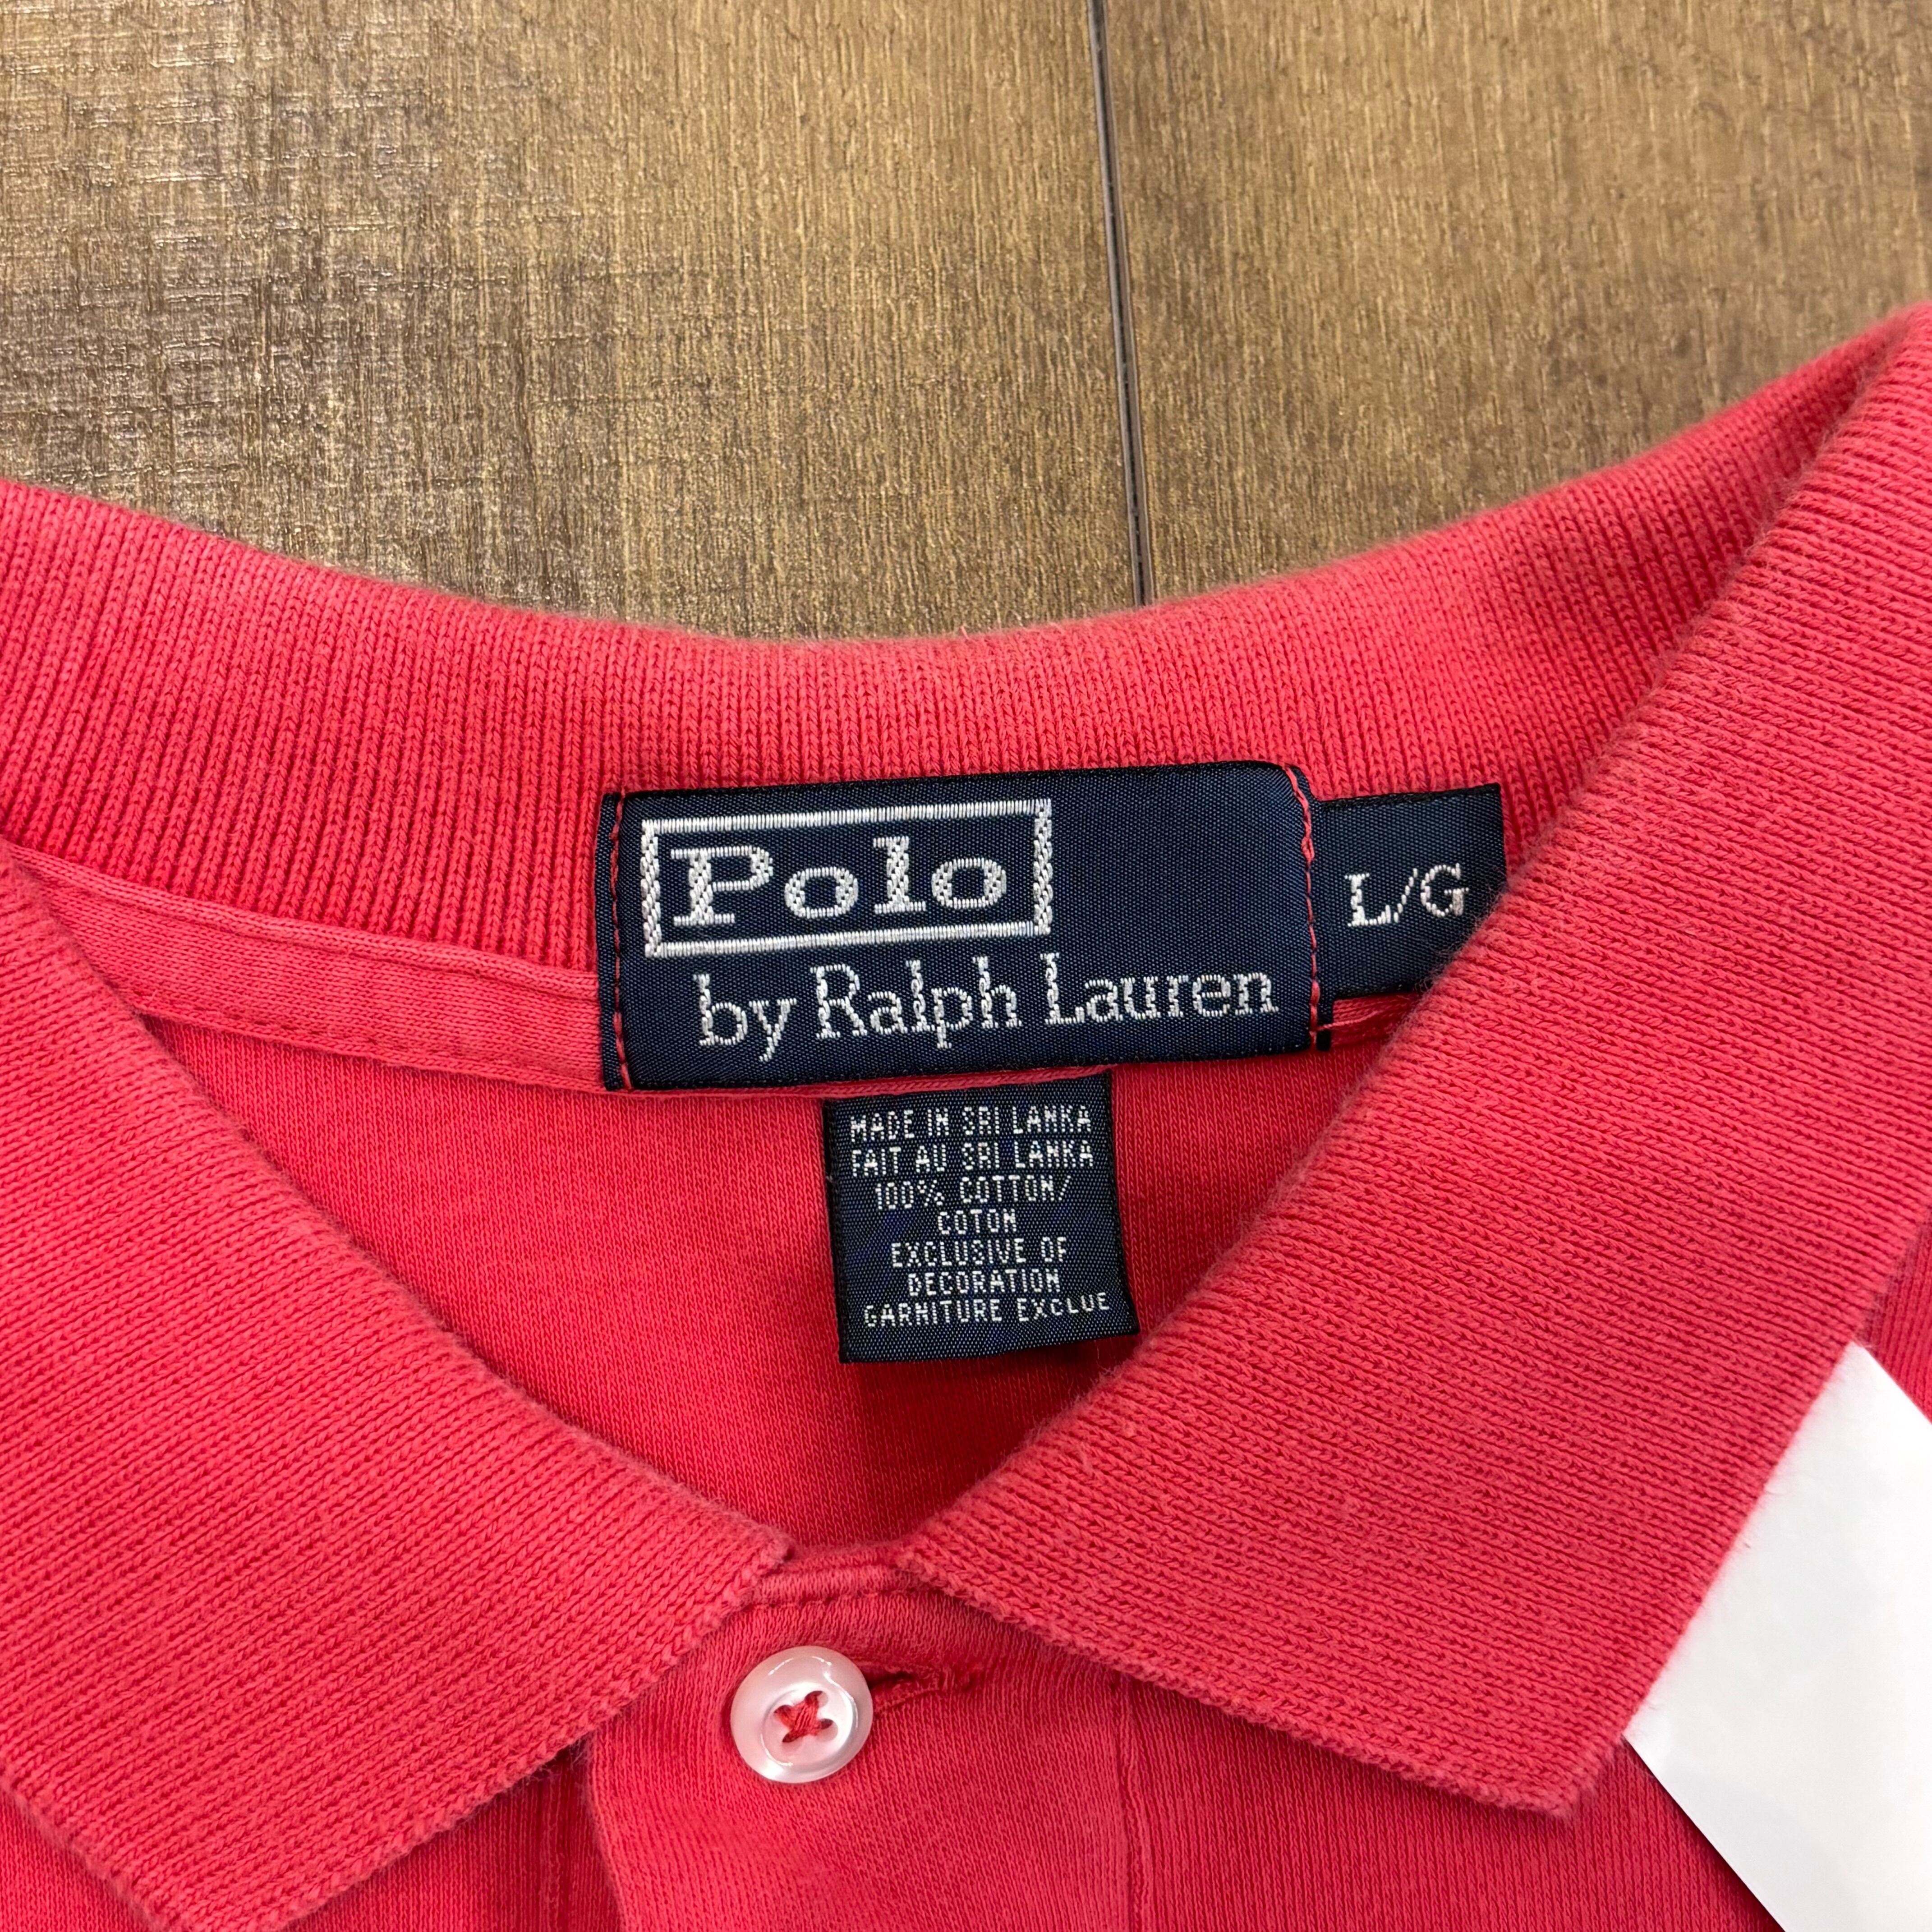 Polo
by Ralph Lauren
L/G
MADE IN SRI LANKA
FAIT AU SRI LANKA
100% COTTON/
COTON
EXCLUSIVE OF
DECORATION
GARNITURE EXCLUE